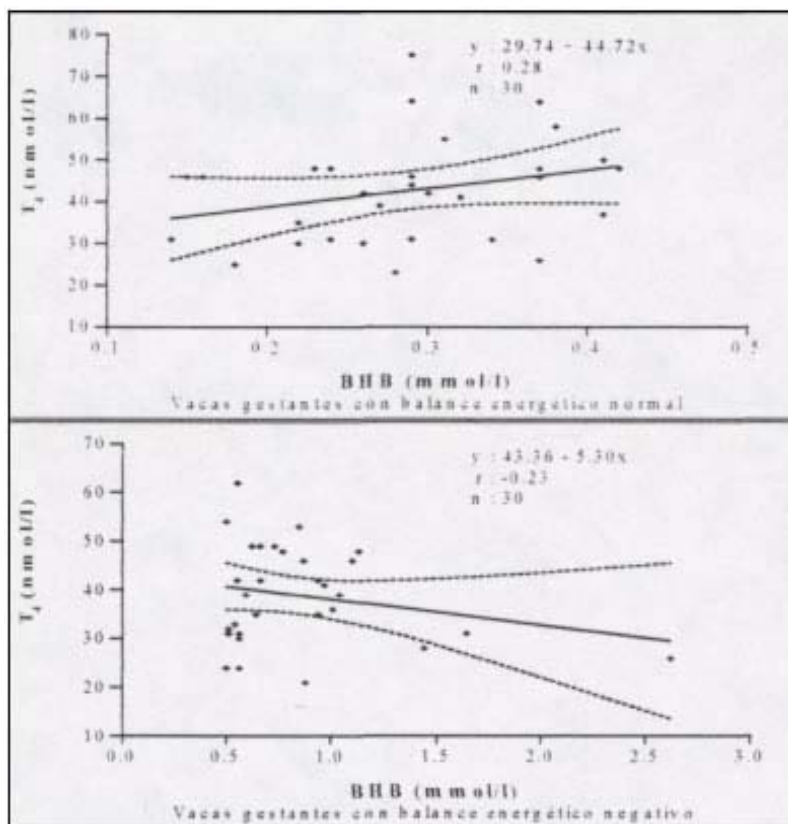 80
70
60
50
40
30
20
10
T₄ (nmol/l)
y : 29.74 - 44.72x
r : 0.28
n : 30
0.1 0.2 0.3 0.4 0.5
BHB (mmol/l)
Vacas gestantes con balance energético normal
70
60
50
40
30
20
10
T₄ (nmol/l)
y : 43.36 - 5.30x
r : -0.23
n : 30
0.0 0.5 1.0 1.5 2.0 2.5 3.0
BHB (mmol/l)
Vacas gestantes con balance energético negativo